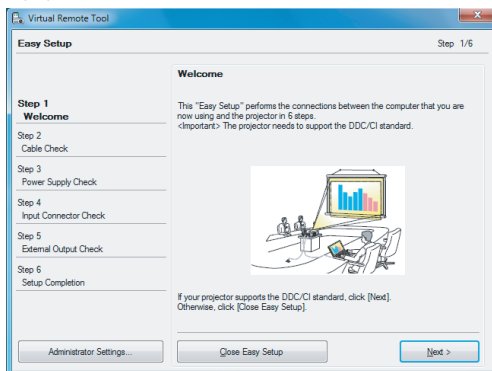 Virtual Remote Tool
Easy Setup
Step 1/6
Step 1
Welcome
Step 2
Cable Check
Step 3
Power Supply Check
Step 4
Input Connector Check
Step 5
External Output Check
Step 6
Setup Completion
Welcome
This "Easy Setup" performs the connections between the computer that you are
now using and the projector in 6 steps.
<Important> The projector needs to support the DDC/CI standard.
If your projector supports the DDC/CI standard, click [Next].
Otherwise, click [Close Easy Setup].
Administrator Settings...
Close Easy Setup
Next >